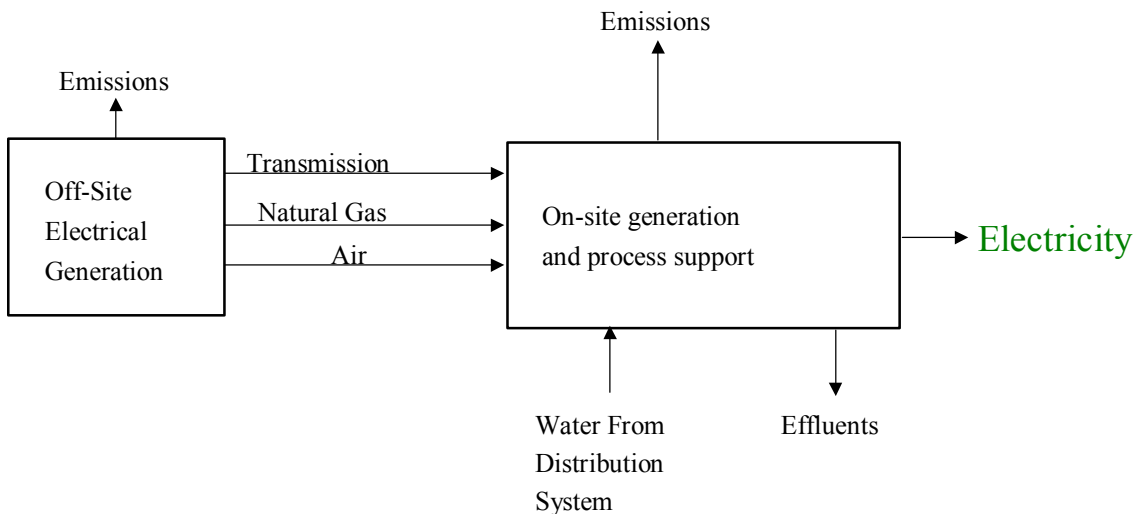 Emissions
Emissions
Transmission
Off-Site
Electrical
Generation
Natural Gas
Air
On-site generation
and process support
Electricity
Water From
Distribution
System
Effluents